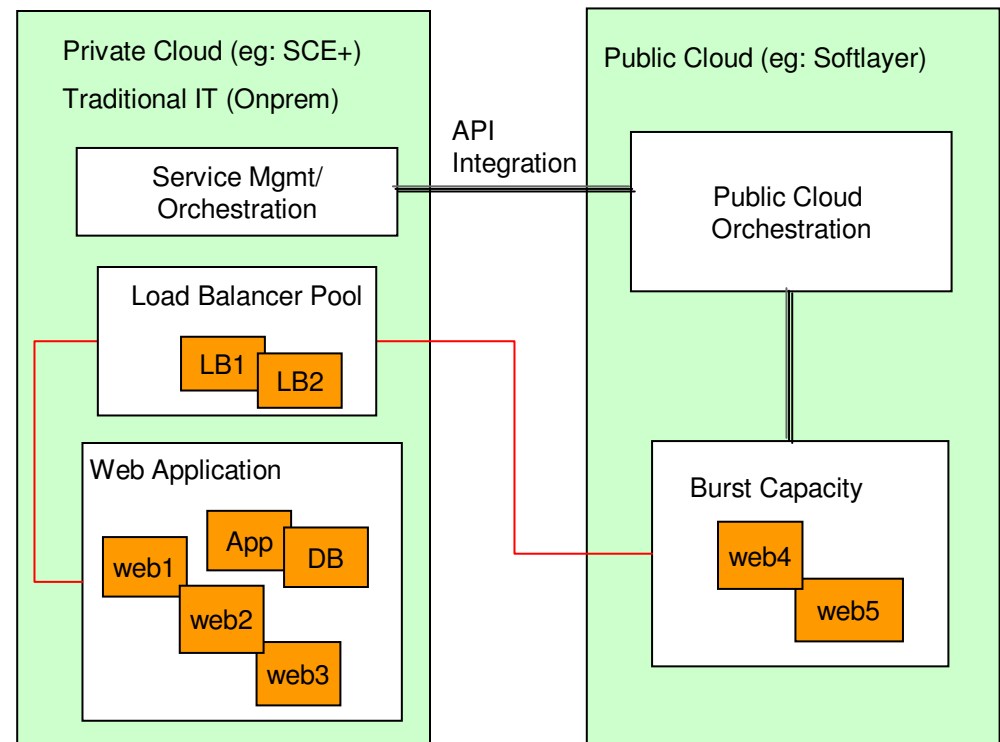 Private Cloud (eg: SCE+)
Traditional IT (Onprem)
Service Mgmt/
Orchestration
Load Balancer Pool
LB1
LB2
Web Application
App
DB
web1
web2
web3
API
Integration
Public Cloud (eg: Softlayer)
Public Cloud
Orchestration
Burst Capacity
web4
web5